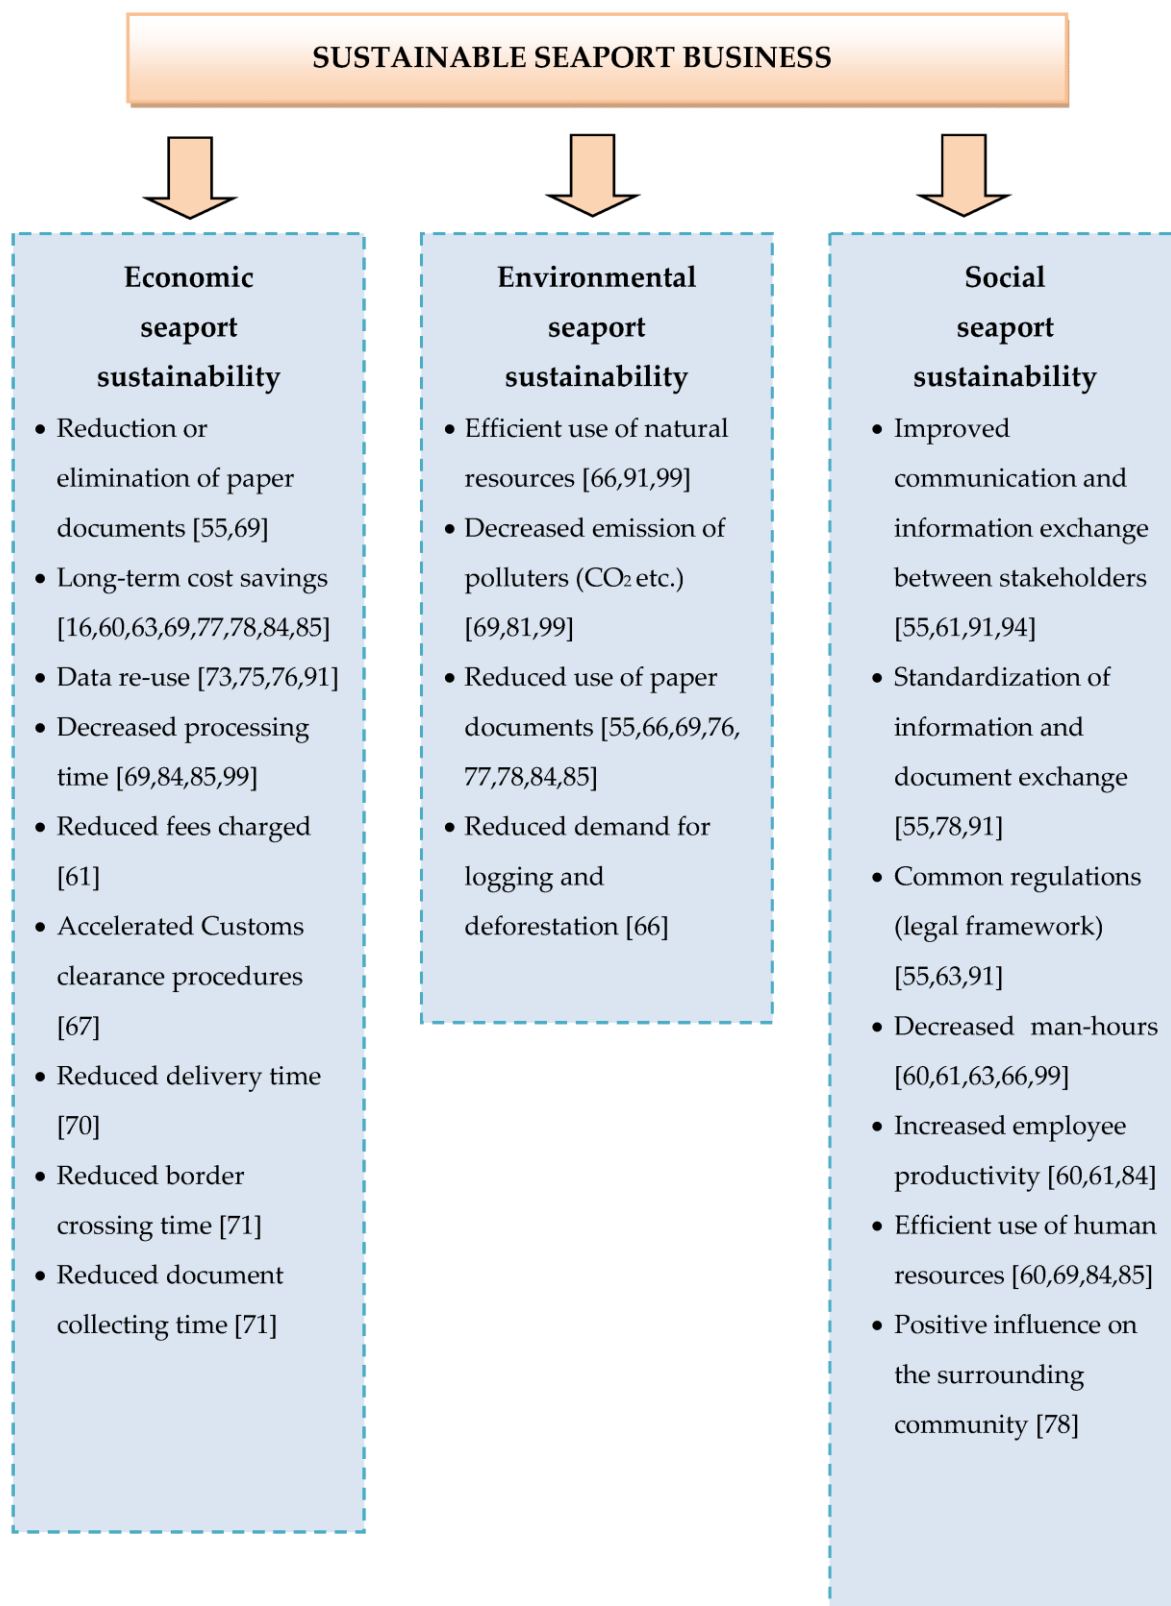 SUSTAINABLE SEAPORT BUSINESS
Economic
seaport
sustainability
• Reduction or
elimination of paper
documents [55,69]
• Long-term cost savings
[16,60,63,69,77,78,84,85]
• Data re-use [73,75,76,91]
• Decreased processing
time [69,84,85,99]
• Reduced fees charged
[61]
• Accelerated Customs
clearance procedures
[67]
• Reduced delivery time
[70]
• Reduced border
crossing time [71]
• Reduced document
collecting time [71]
Environmental
seaport
sustainability
• Efficient use of natural
resources [66,91,99]
• Decreased emission of
polluters (CO₂ etc.)
[69,81,99]
• Reduced use of paper
documents [55,66,69,76,
77,78,84,85]
• Reduced demand for
logging and
deforestation [66]
Social
seaport
sustainability
• Improved
communication and
information exchange
between stakeholders
[55,61,91,94]
• Standardization of
information and
document exchange
[55,78,91]
• Common regulations
(legal framework)
[55,63,91]
• Decreased man-hours
[60,61,63,66,99]
• Increased employee
productivity [60,61,84]
• Efficient use of human
resources [60,69,84,85]
• Positive influence on
the surrounding
community [78]